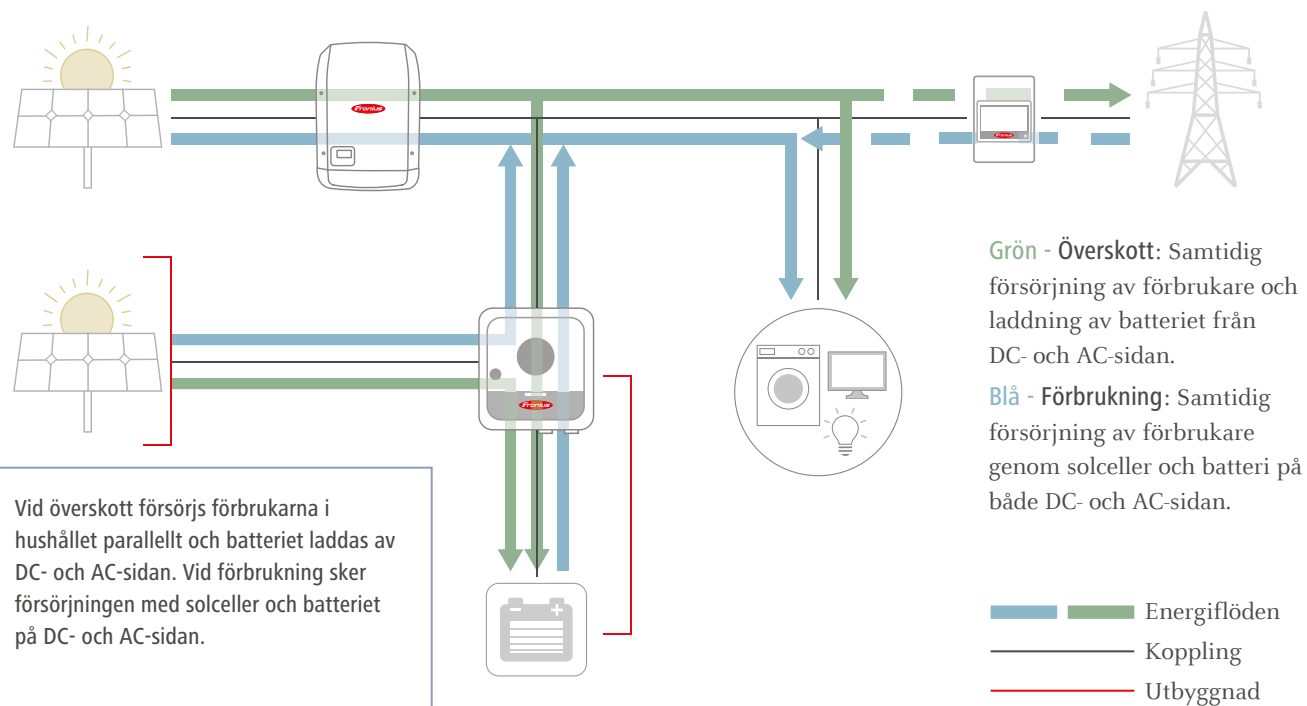 Fronius
Fronius
Grön - Överskott: Samtidig
försörjning av förbrukare och
laddning av batteriet från
DC- och AC-sidan.
Blå - Förbrukning: Samtidig
försörjning av förbrukare
genom solceller och batteri på
både DC- och AC-sidan.
Fronius
Vid överskott försörjs förbrukarna i
hushållet parallellt och batteriet laddas av
DC- och AC-sidan. Vid förbrukning sker
försörjningen med solceller och batteriet
på DC- och AC-sidan.
Energiflöden
Koppling
Utbyggnad